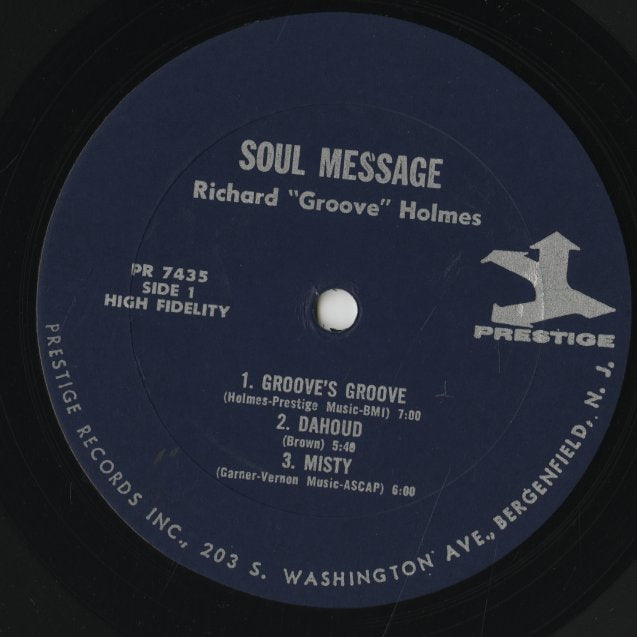 SOUL MESSAGE
Richard "Groove" Holmes
PR 7435
SIDE 1
HIGH FIDELITY
PRESTIGE
1. GROOVE'S GROOVE
(Holmes-Prestige Music-BMI) 7:00
2. DAHOUD
(Brown) 5:40
3. MISTY
(Garner-Vernon Music-ASCAP) 6:00
PRESTIGE RECORDS INC., 203 S. WASHINGTON AVE., BERGENFIELD, N. J.